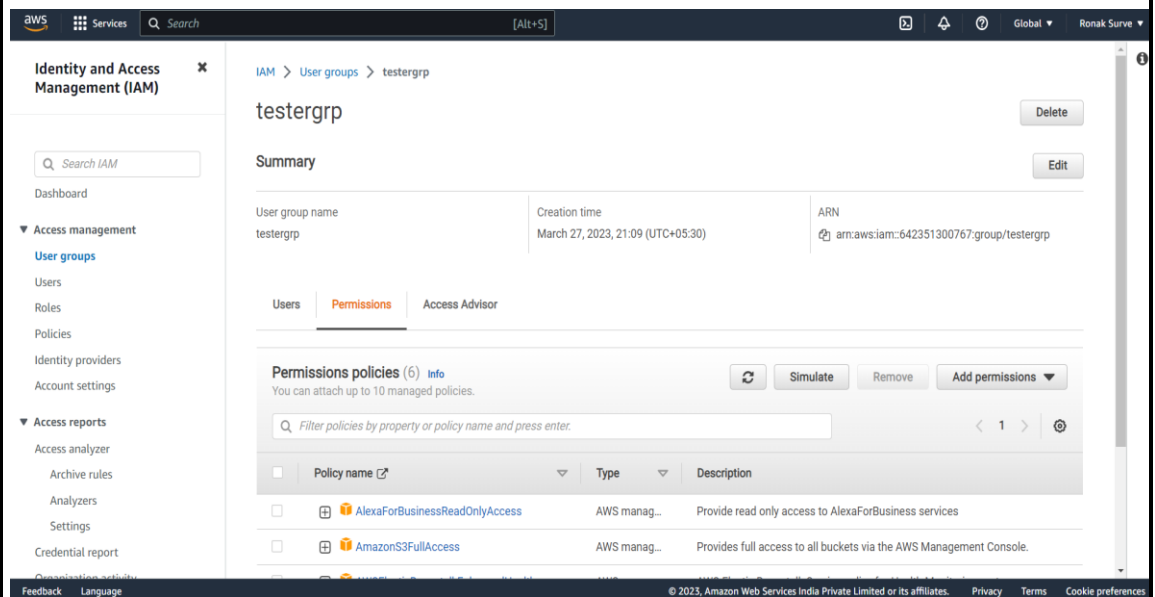 aws Services Search [Alt+S] Global Ronak Surve
Identity and Access Management (IAM)
Search IAM
Dashboard
Access management
User groups
Users
Roles
Policies
Identity providers
Account settings
Access reports
Access analyzer
Archive rules
Analyzers
Settings
Credential report
Organization activity
IAM > User groups > testergrp
testergrp Delete
Summary Edit
User group name Creation time ARN
testergrp March 27, 2023, 21:09 (UTC+05:30) arn:aws:iam::642351300767:group/testergrp
Users Permissions Access Advisor
Permissions policies (6) Info Simulate Remove Add permissions
You can attach up to 10 managed policies.
Filter policies by property or policy name and press enter. < 1 >
Policy name Type Description
AlexaForBusinessReadOnlyAccess AWS manag... Provide read only access to AlexaForBusiness services
AmazonS3FullAccess AWS manag... Provides full access to all buckets via the AWS Management Console.
Feedback Language © 2023, Amazon Web Services India Private Limited or its affiliates. Privacy Terms Cookie preferences